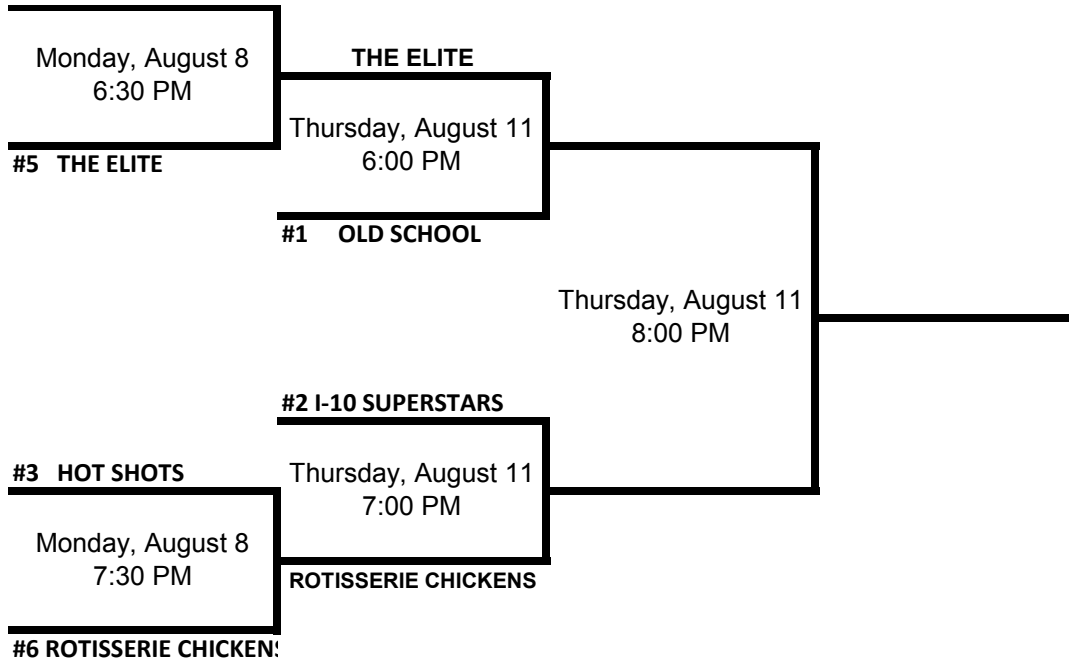 Monday, August 8
6:30 PM
THE ELITE
Thursday, August 11
6:00 PM
#5 THE ELITE
#1 OLD SCHOOL
Thursday, August 11
8:00 PM
#2 I-10 SUPERSTARS
#3 HOT SHOTS
Thursday, August 11
7:00 PM
Monday, August 8
7:30 PM
ROTISSERIE CHICKENS
#6 ROTISSERIE CHICKENS